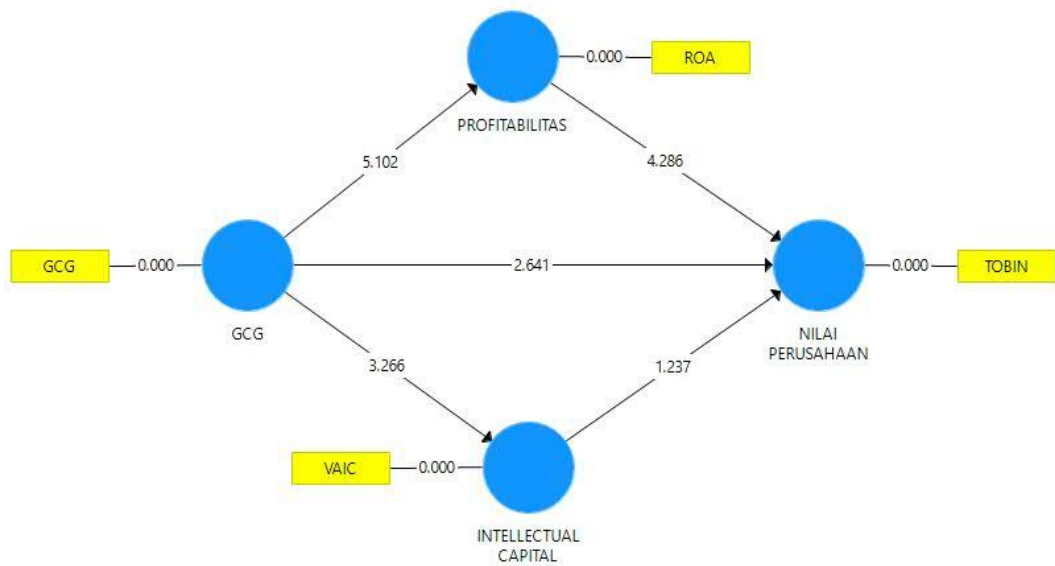 0.000
ROA
PROFITABILITAS
5.102
4.286
GCG
0.000
2.641
0.000
TOBIN
GCG
NILAI
PERUSAHAAN
3.266
1.237
VAIC
0.000
INTELLECTUAL
CAPITAL